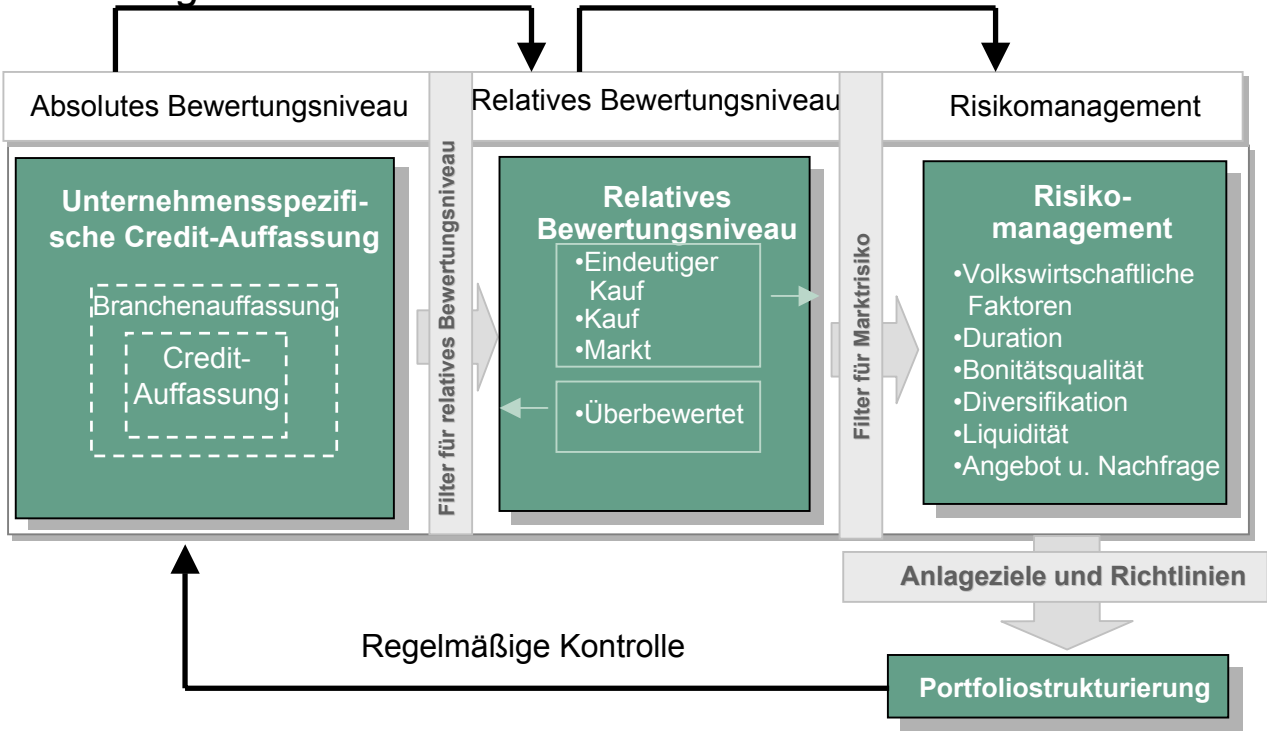 Absolutes Bewertungsniveau
Relatives Bewertungsniveau
Risikomanagement
Unternehmensspezifi-
sche Credit-Auffassung
Branchenauffassung
Credit-
Auffassung
Filter für relatives Bewertungsniveau
Relatives
Bewertungsniveau
•Eindeutiger
Kauf
•Kauf
•Markt
•Überbewertet
Filter für Marktrisiko
Risiko-
management
•Volkswirtschaftliche
Faktoren
•Duration
•Bonitätsqualität
•Diversifikation
•Liquidität
•Angebot u. Nachfrage
Anlageziele und Richtlinien
Regelmäßige Kontrolle
Portfoliostrukturierung